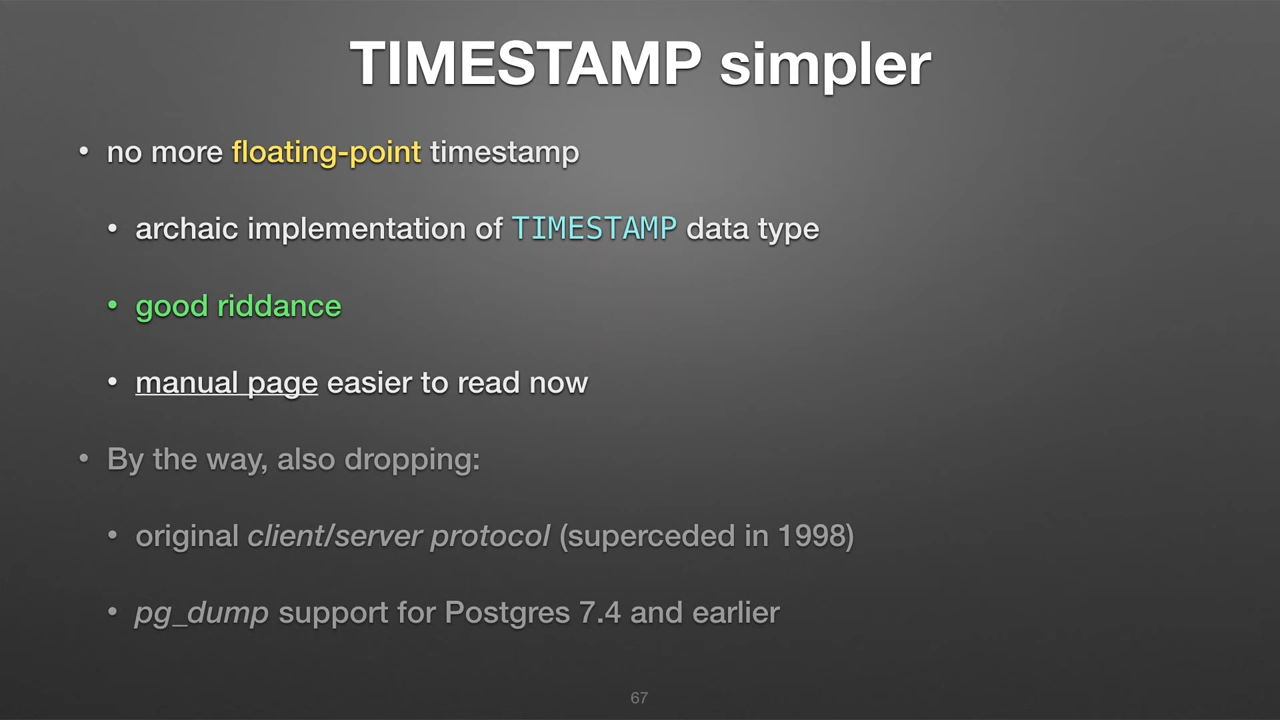 TIMESTAMP simpler
• no more floating-point timestamp
• archaic implementation of TIMESTAMP data type
• good riddance
• manual page easier to read now
• By the way, also dropping:
• original client/server protocol (superceded in 1998)
• pg_dump support for Postgres 7.4 and earlier
67